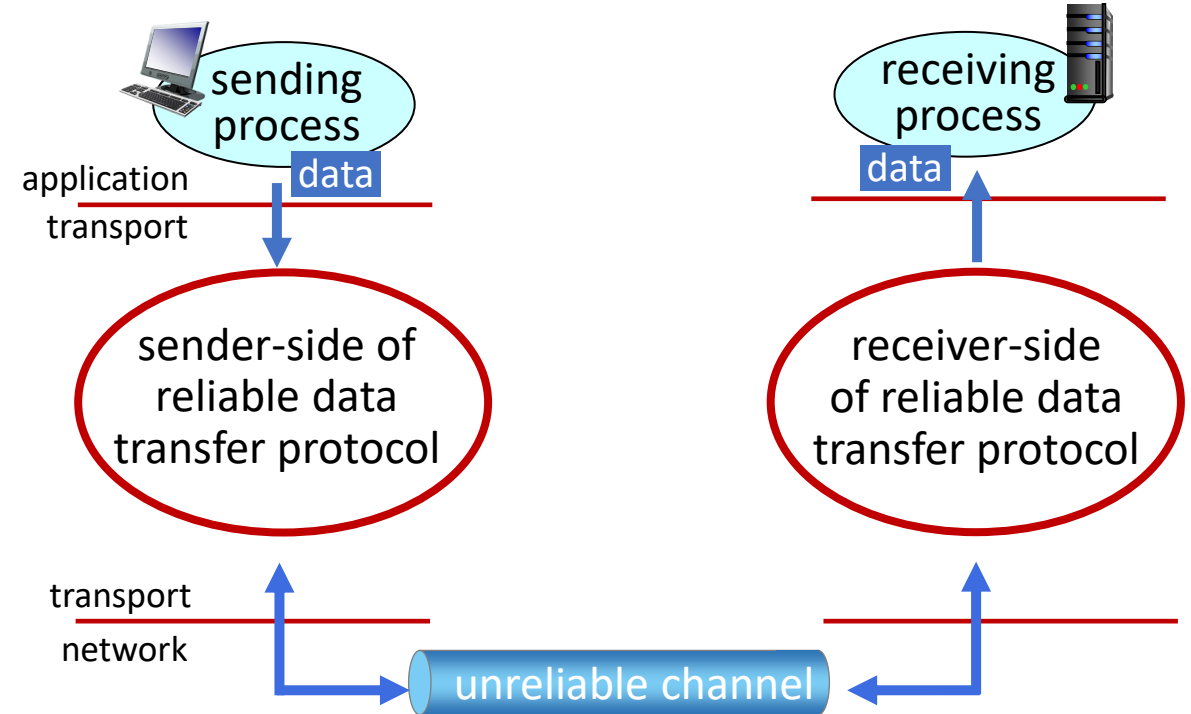 sending
process
data
application
transport
receiving
process
data
sender-side of
reliable data
transfer protocol
receiver-side
of reliable data
transfer protocol
transport
network
unreliable channel